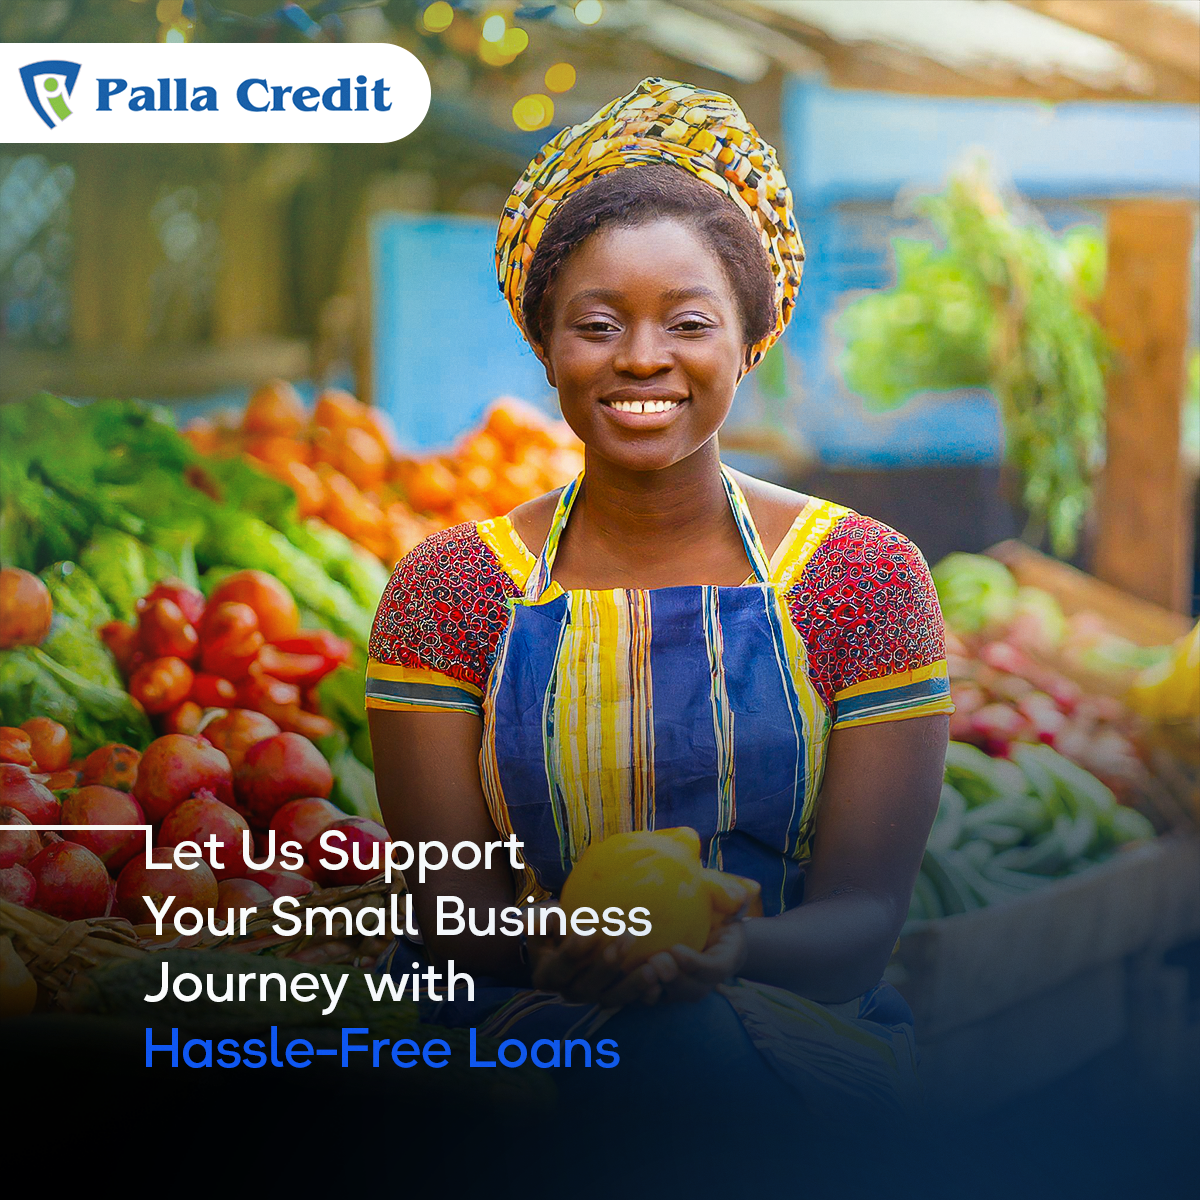 Palla Credit
Let Us Support
Your Small Business
Journey with
Hassle-Free Loans